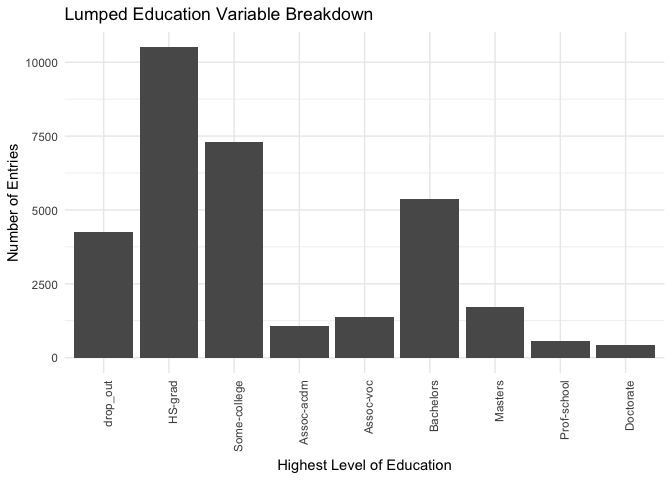 Lumped Education Variable Breakdown
Number of Entries
10000
7500
5000
2500
0
drop_out
HS-grad
Some-college
Assoc-acdm
Assoc-voc
Bachelors
Masters
Prof-school
Doctorate
Highest Level of Education